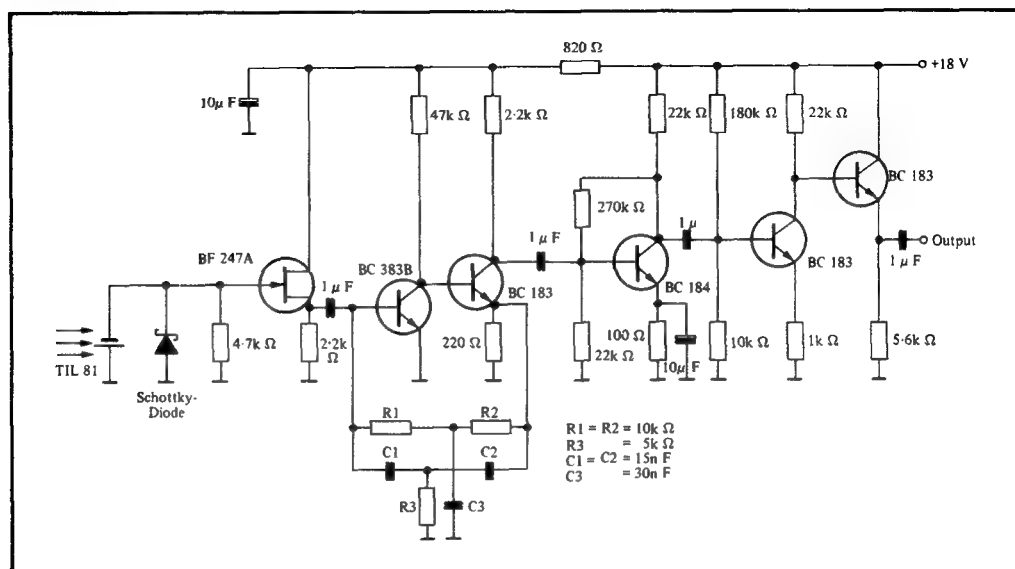 820 Ω
+18 V
10μ F
47k Ω
2·2k Ω
22k Ω
180k Ω
22k Ω
BC 183
270k Ω
BF 247A
1 μ F
BC 383B
1 μ F
1 μ
Output
BC 183
BC 184
BC 183
1 μ F
TIL 81
4·7k Ω
2·2k
Ω
220 Ω
22k Ω
100 Ω
10μ F
10k Ω
1k Ω
5·6k Ω
Schottky-
Diode
R1
R2
C1
C2
R3
C3
R1 = R2 = 10k Ω
R3 = 5k Ω
C1 = C2 = 15n F
C3 = 30n F